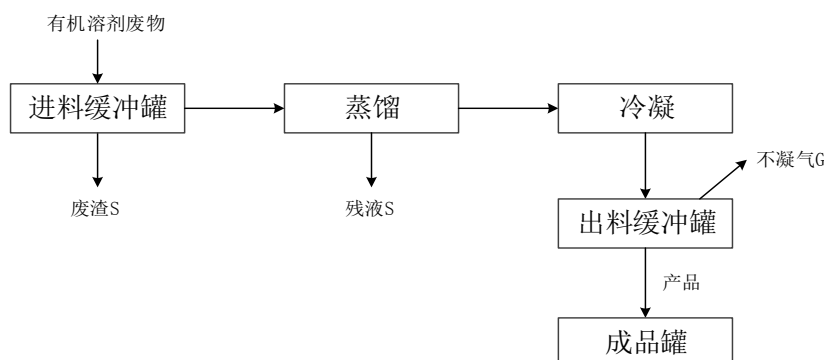 有机溶剂废物
进料缓冲罐
蒸馏
冷凝
不凝气G
废渣S
残液S
出料缓冲罐
产品
成品罐